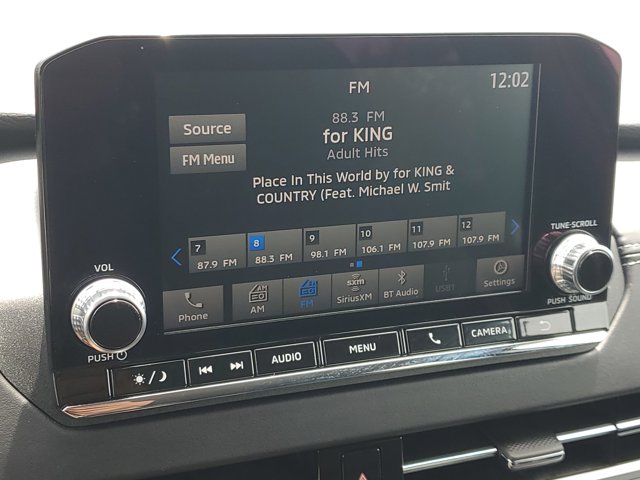 FM
12:02
88.3 FM
Source
for KING
Adult Hits
FM Menu
Place In This World by for KING &
COUNTRY (Feat. Michael W. Smit
7
87.9 FM
8
88.3 FM
9
98.1 FM
10
106.1 FM
11
107.9 FM
12
107.9 FM
TUNE-SCROLL
PUSH SOUND
VOL
PUSH
Phone
AM
AM
FM
FM
sxm
SiriusXM
BT Audio
USB1
Settings
AUDIO
MENU
CAMERA